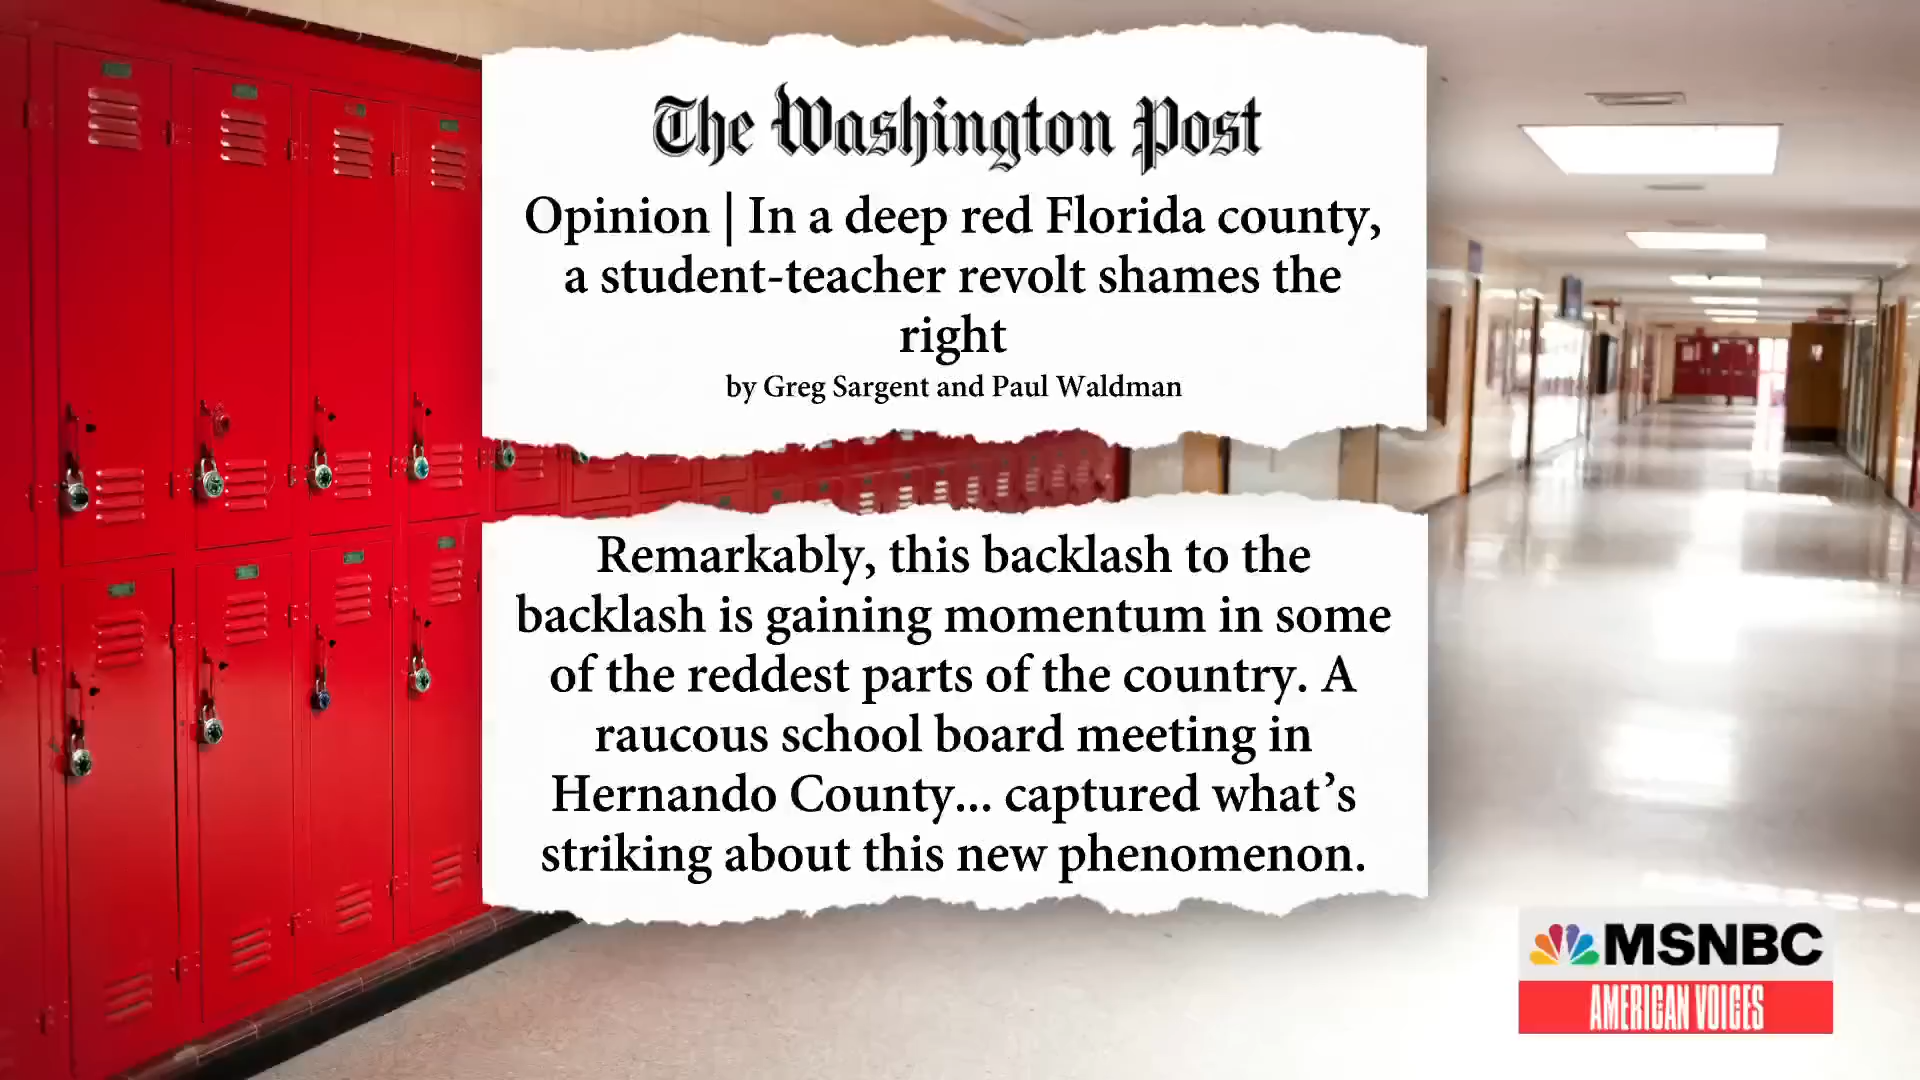 The Washington Post
Opinion | In a deep red Florida county,
a student-teacher revolt shames the
right
by Greg Sargent and Paul Waldman
Remarkably, this backlash to the
backlash is gaining momentum in some
of the reddest parts of the country. A
raucous school board meeting in
Hernando County... captured what’s
striking about this new phenomenon.
MSNBC
AMERICAN VOICES